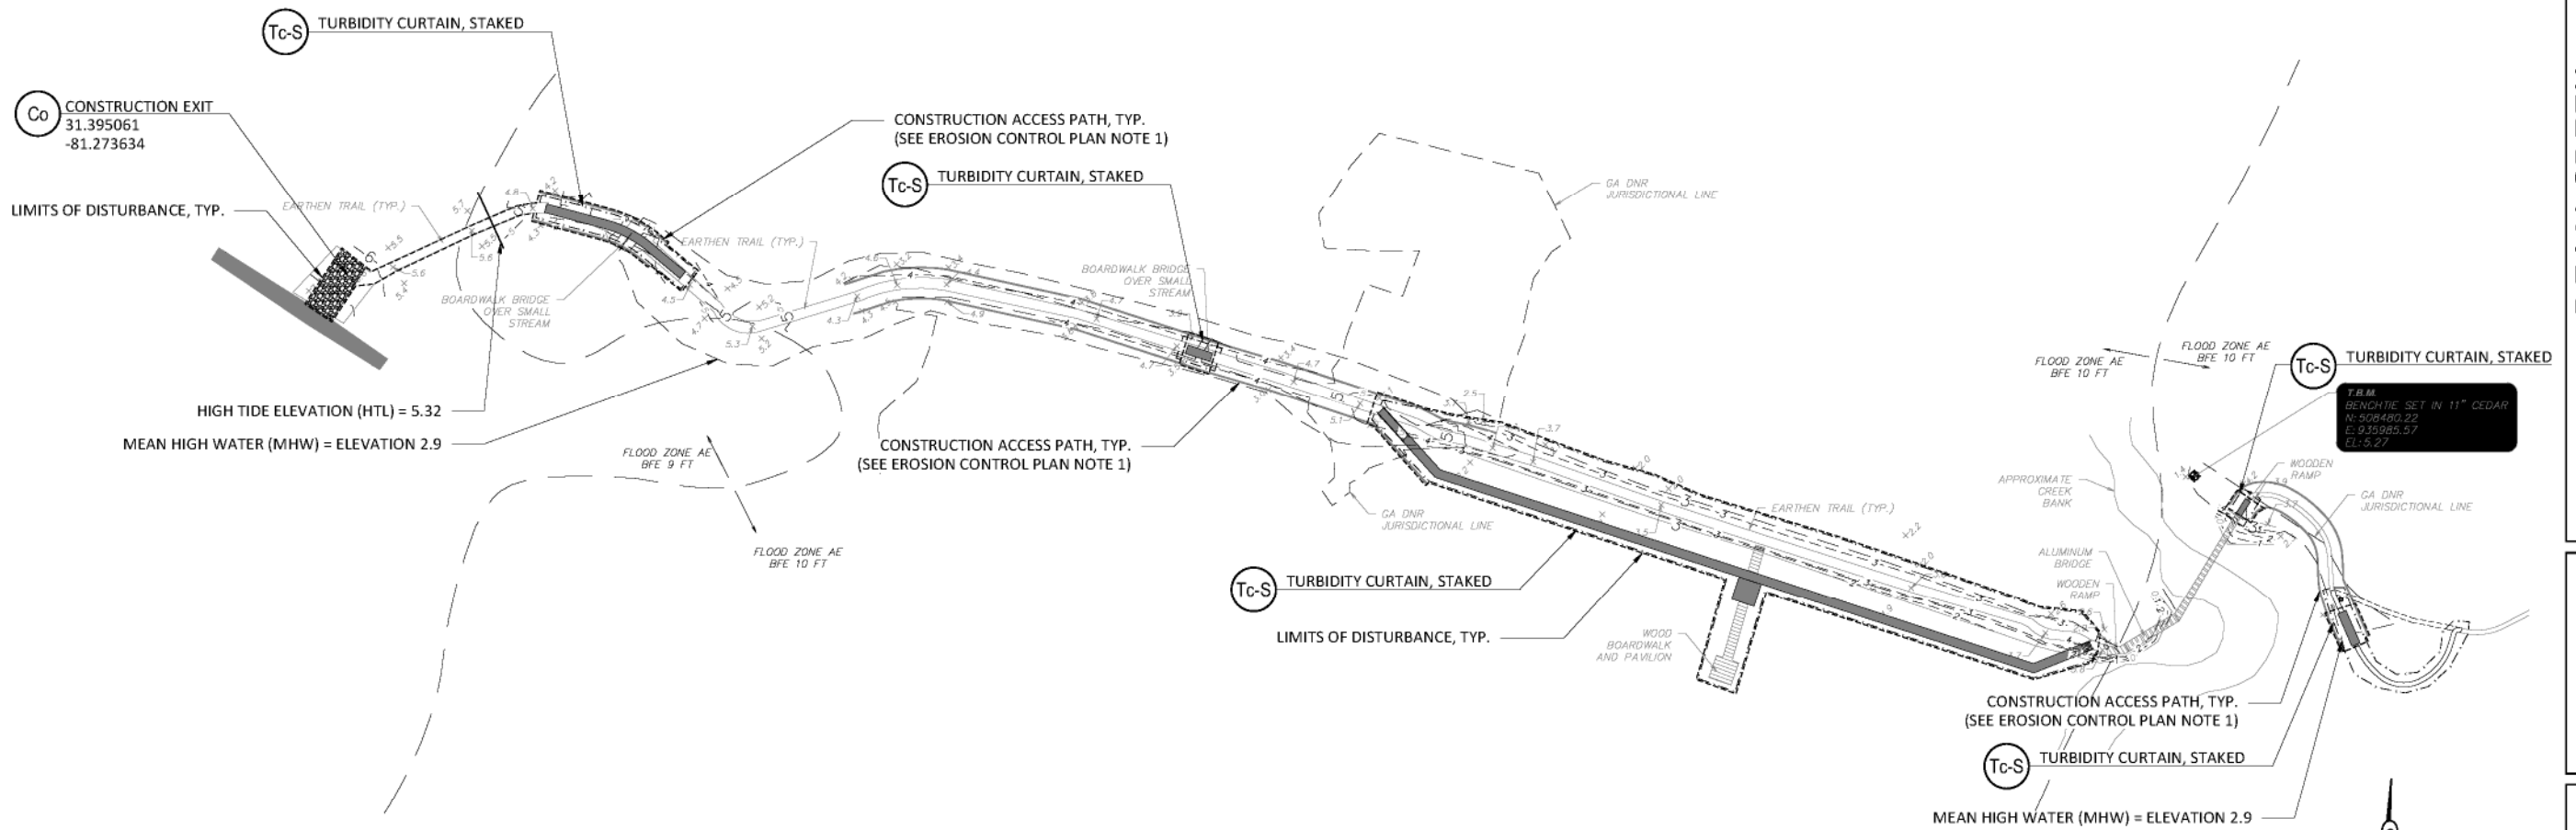 Tc-S
TURBIDITY CURTAIN, STAKED
Co
CONSTRUCTION EXIT
31.395061
-81.273634
LIMITS OF DISTURBANCE, TYP.
EARTHEN TRAIL (TYP.)
BOARDWALK BRIDGE
OVER SMALL
STREAM
HIGH TIDE ELEVATION (HTL) = 5.32
MEAN HIGH WATER (MHW) = ELEVATION 2.9
CONSTRUCTION ACCESS PATH, TYP.
(SEE EROSION CONTROL PLAN NOTE 1)
Tc-S
TURBIDITY CURTAIN, STAKED
EARTHEN TRAIL (TYP.)
BOARDWALK BRIDGE
OVER SMALL
STREAM
GA DNR
JURISDICTIONAL LINE
CONSTRUCTION ACCESS PATH, TYP.
(SEE EROSION CONTROL PLAN NOTE 1)
FLOOD ZONE AE
BFE 9 FT
FLOOD ZONE AE
BFE 10 FT
GA DNR
JURISDICTIONAL LINE
EARTHEN TRAIL (TYP.)
Tc-S
TURBIDITY CURTAIN, STAKED
LIMITS OF DISTURBANCE, TYP.
WOOD
BOARDWALK
AND PAVILION
FLOOD ZONE AE
BFE 10 FT
FLOOD ZONE AE
BFE 10 FT
Tc-S
TURBIDITY CURTAIN, STAKED
T.B.M.
BENCHTIE SET IN 11" CEDAR
N: 508480.22
E: 935985.57
EL: 5.27
APPROXIMATE
CREEK
BANK
WOODEN
RAMP
GA DNR
JURISDICTIONAL LINE
ALUMINUM
BRIDGE
WOODEN
RAMP
CONSTRUCTION ACCESS PATH, TYP.
(SEE EROSION CONTROL PLAN NOTE 1)
Tc-S
TURBIDITY CURTAIN, STAKED
MEAN HIGH WATER (MHW) = ELEVATION 2.9